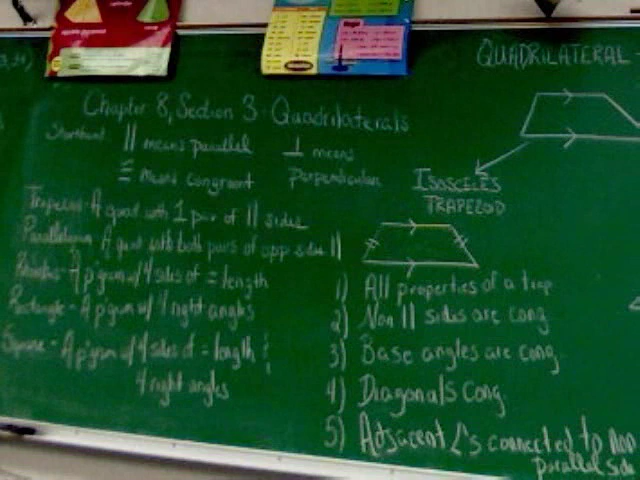 QUADRILATERAL
Chapter 8, Section 3 - Quadrilaterals
Shorthand || means parallel ⊥ means
≅ means congruent perpendicular
ISOSCELES
TRAPEZOID
Trapezoid - A quad with 1 pair of || sides
Parallelogram - A quad with both pairs of opp sides ||
Rhombus - A p'gram w/ 4 sides of = length
Rectangle - A p'gram w/ 4 right angles
Square - A p'gram w/ 4 sides of = length &
4 right angles
1) All properties of a trap
2) Non || sides are cong
3) Base angles are cong
4) Diagonals Cong
5) Adjacent ∠'s connected to non
parallel side